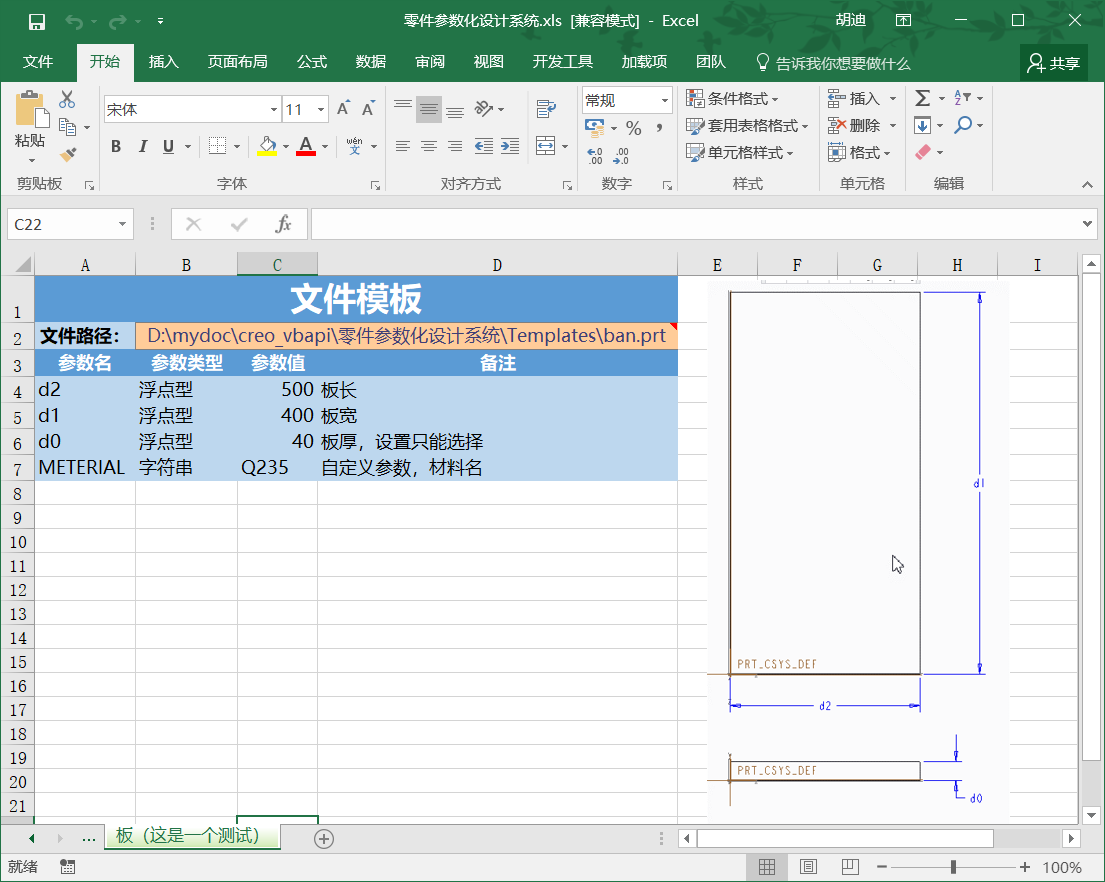 零件参数化设计系统.xls [兼容模式] - Excel 胡迪
文件 开始 插入 页面布局 公式 数据 审阅 视图 开发工具 加载项 团队 告诉我你想要做什么 共享
宋体 11 常规 条件格式 插入
粘贴 B I U A wén 文 % 套用表格格式 删除
单元格样式 格式
剪贴板 字体 对齐方式 数字 样式 单元格 编辑
C22 fx
A B C D E F G H I
1 文件模板
2 文件路径: D:\mydoc\creo_vbapi\零件参数化设计系统\Templates\ban.prt
3 参数名 参数类型 参数值 备注
4 d2 浮点型 500 板长
5 d1 浮点型 400 板宽
6 d0 浮点型 40 板厚，设置只能选择
7 METERIAL 字符串 Q235 自定义参数，材料名
8
9
10
11
12
13
14
15
16
17
18
19
20
21
d1
PRT_CSYS_DEF
d2
PRT_CSYS_DEF
d0
... 板（这是一个测试）
就绪 100%